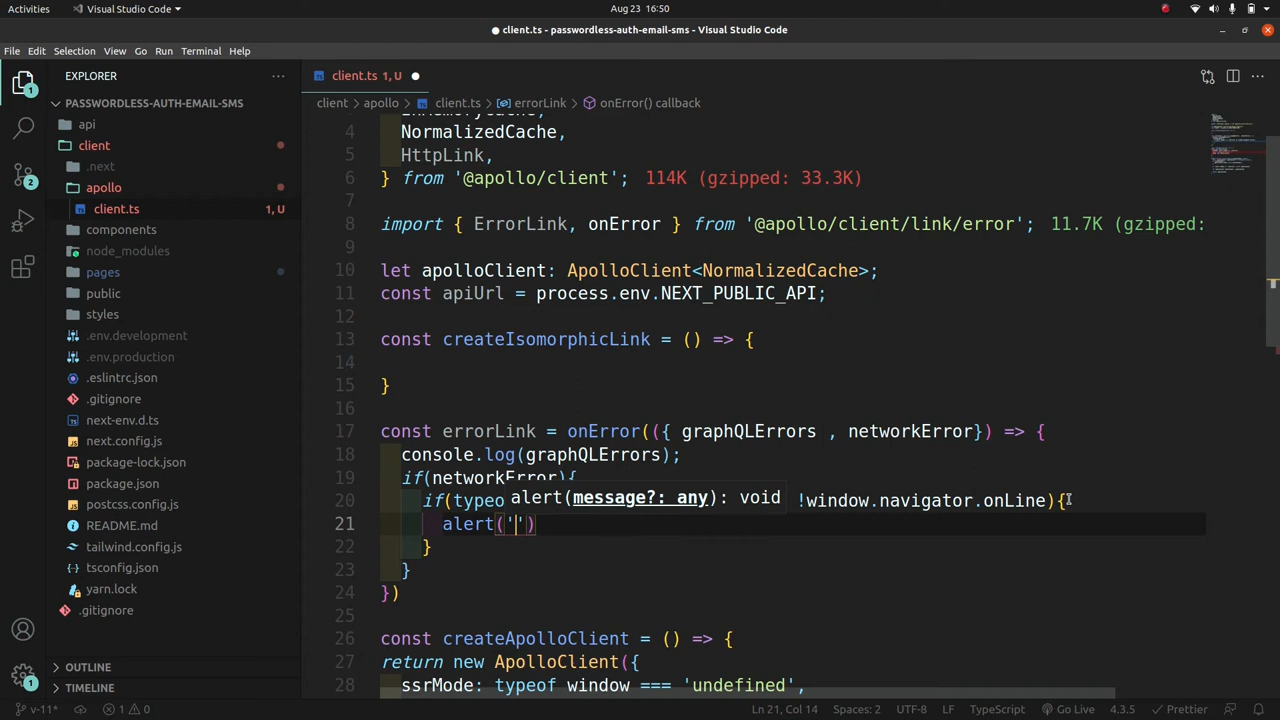 Activities
Visual Studio Code
Aug 23 16:50
client.ts - passwordless-auth-email-sms - Visual Studio Code
File Edit Selection View Go Run Terminal Help
EXPLORER
client.ts 1, U
PASSWORDLESS-AUTH-EMAIL-SMS
client > apollo > client.ts > errorLink > onError() callback
api
client
.next
apollo
client.ts 1, U
components
node_modules
pages
public
styles
.env.development
.env.production
.eslintrc.json
.gitignore
next-env.d.ts
next.config.js
package-lock.json
package.json
postcss.config.js
README.md
tailwind.config.js
tsconfig.json
yarn.lock
.gitignore
OUTLINE
TIMELINE
4 NormalizedCache,
5 HttpLink,
6 } from '@apollo/client'; 114K (gzipped: 33.3K)
7
8 import { ErrorLink, onError } from '@apollo/client/link/error'; 11.7K (gzipped:
9
10 let apolloClient: ApolloClient<NormalizedCache>;
11 const apiUrl = process.env.NEXT_PUBLIC_API;
12
13 const createIsomorphicLink = () => {
14
15 }
16
17 const errorLink = onError(({ graphQLErrors , networkError}) => {
18 console.log(graphQLErrors);
19 if(networkError){
20 if(typeo !window.navigator.onLine){
alert(message?: any): void
21 alert('')
22 }
23 }
24 })
25
26 const createApolloClient = () => {
27 return new ApolloClient({
28 ssrMode: typeof window === 'undefined',
v-11* 1 0 Ln 21, Col 14 Spaces: 2 UTF-8 LF TypeScript Go Live 4.3.5 Prettier